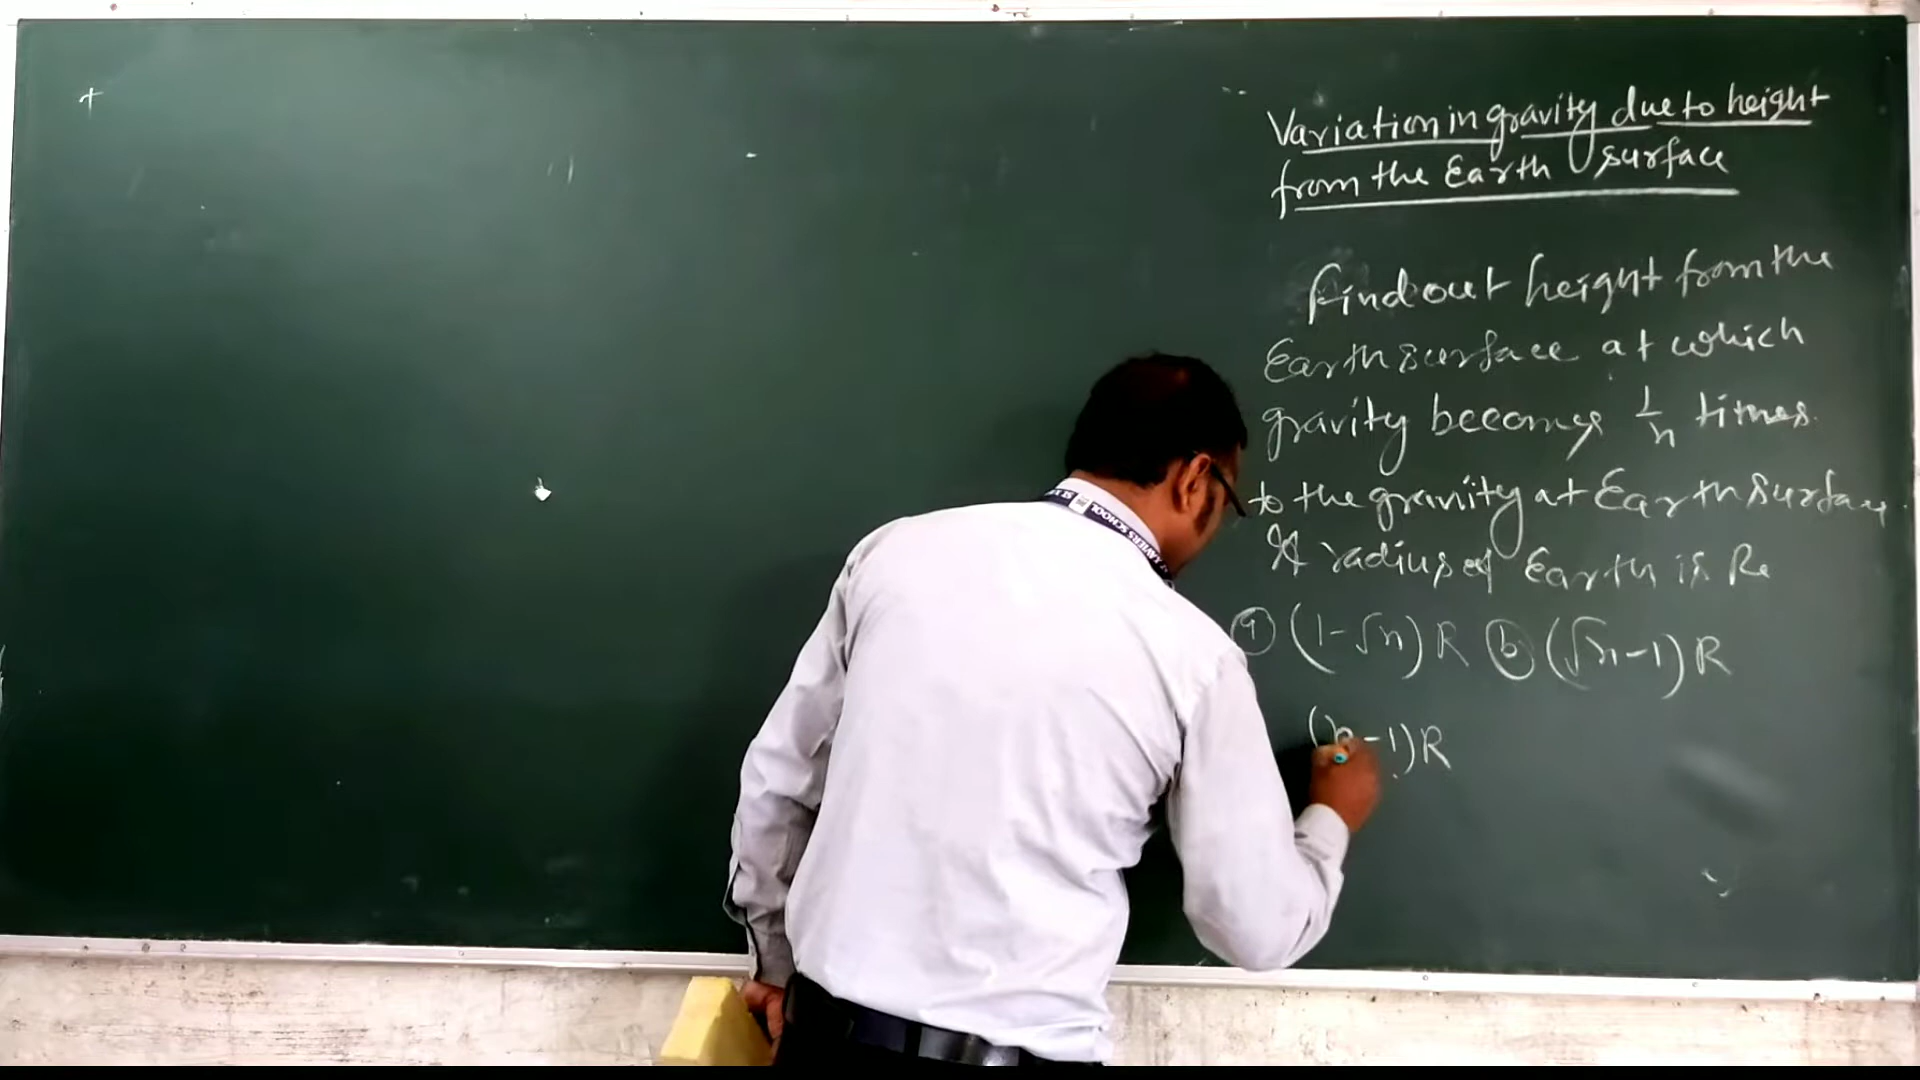 Variation in gravity due to height
from the Earth surface
Find out height from the
Earth surface at which
gravity becomes 1/n times
to the gravity at Earth surface.
If radius of Earth is Re
(a) (1-√n) R (b) (√n-1) R
-1) R
XAVIERS SCHOOL